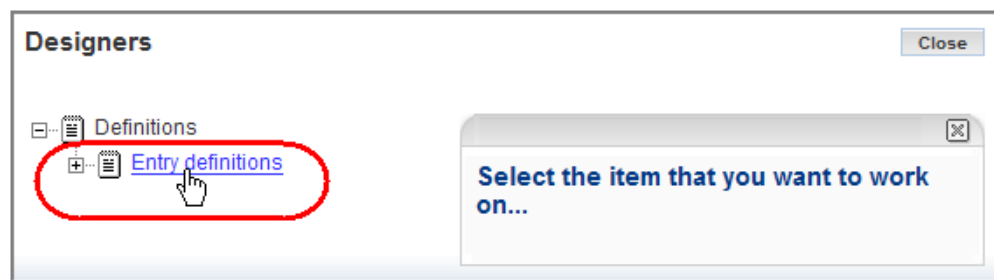 Designers
Close
Definitions
Entry definitions
Select the item that you want to work
on...